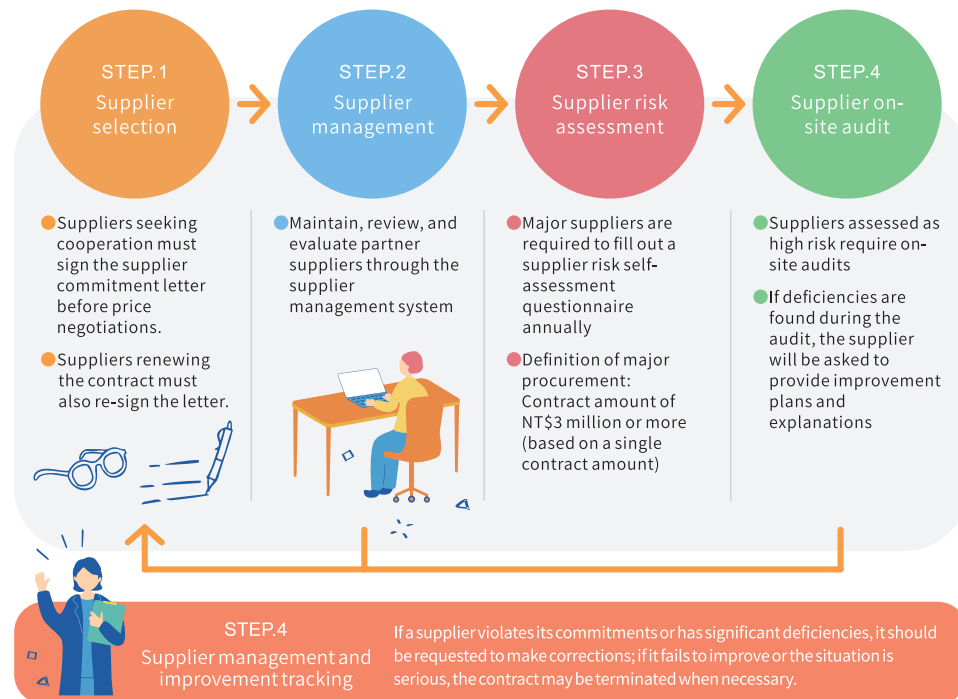 STEP.1
Supplier
selection
STEP.2
Supplier
management
STEP.3
Supplier risk
assessment
STEP.4
Supplier on-
site audit
Suppliers seeking
cooperation must
sign the supplier
commitment letter
before price
negotiations.
Suppliers renewing
the contract must
also re-sign the letter.
Maintain, review, and
evaluate partner
suppliers through the
supplier
management system
Major suppliers are
required to fill out a
supplier risk self-
assessment
questionnaire
annually
Definition of major
procurement:
Contract amount of
NT$3 million or more
(based on a single
contract amount)
Suppliers assessed as
high risk require on-
site audits
If deficiencies are
found during the
audit, the supplier
will be asked to
provide improvement
plans and
explanations
STEP.4
Supplier management and
improvement tracking
If a supplier violates its commitments or has significant deficiencies, it should
be requested to make corrections; if it fails to improve or the situation is
serious, the contract may be terminated when necessary.